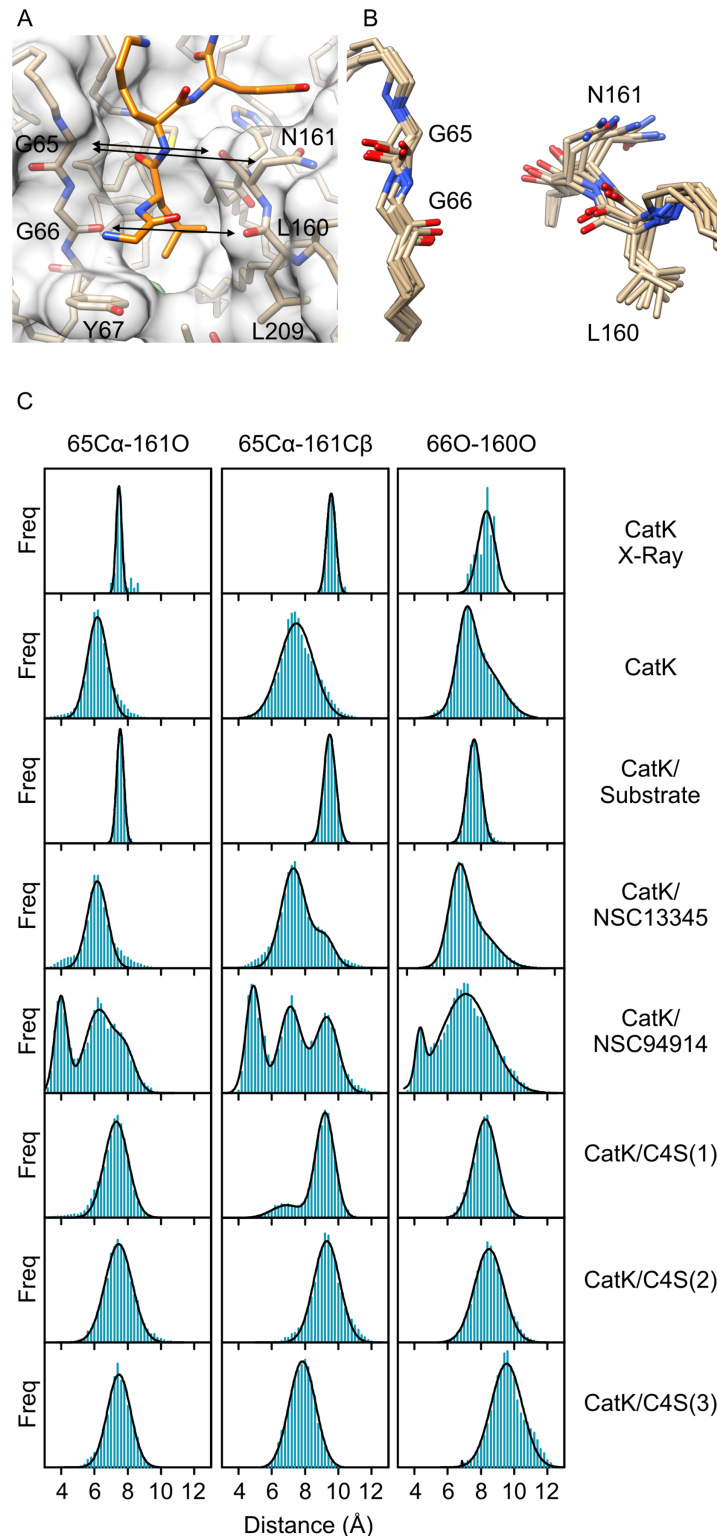 A
B
G65
N161
G66
L160
Y67
L209
N161
G65
G66
L160
C
65Cα-161O 65Cα-161Cβ 66O-160O
Freq
CatK
X-Ray
Freq
CatK
Freq
CatK/
Substrate
Freq
CatK/
NSC13345
Freq
CatK/
NSC94914
Freq
CatK/C4S(1)
Freq
CatK/C4S(2)
Freq
CatK/C4S(3)
4 6 8 10 12 4 6 8 10 12 4 6 8 10 12
Distance (Å)